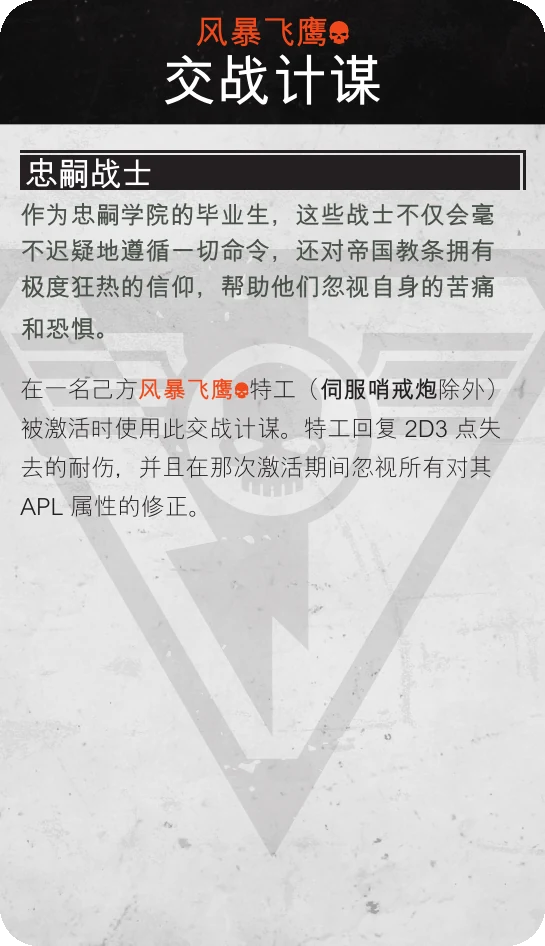 风暴飞鹰
交战计谋
忠嗣战士
作为忠嗣学院的毕业生，这些战士不仅会毫
不迟疑地遵循一切命令，还对帝国教条拥有
极度狂热的信仰，帮助他们忽视自身的苦痛
和恐惧。
在一名己方风暴飞鹰特工（伺服哨戒炮除外）
被激活时使用此交战计谋。特工回复 2D3 点失
去的耐伤，并且在那次激活期间忽视所有对其
APL 属性的修正。